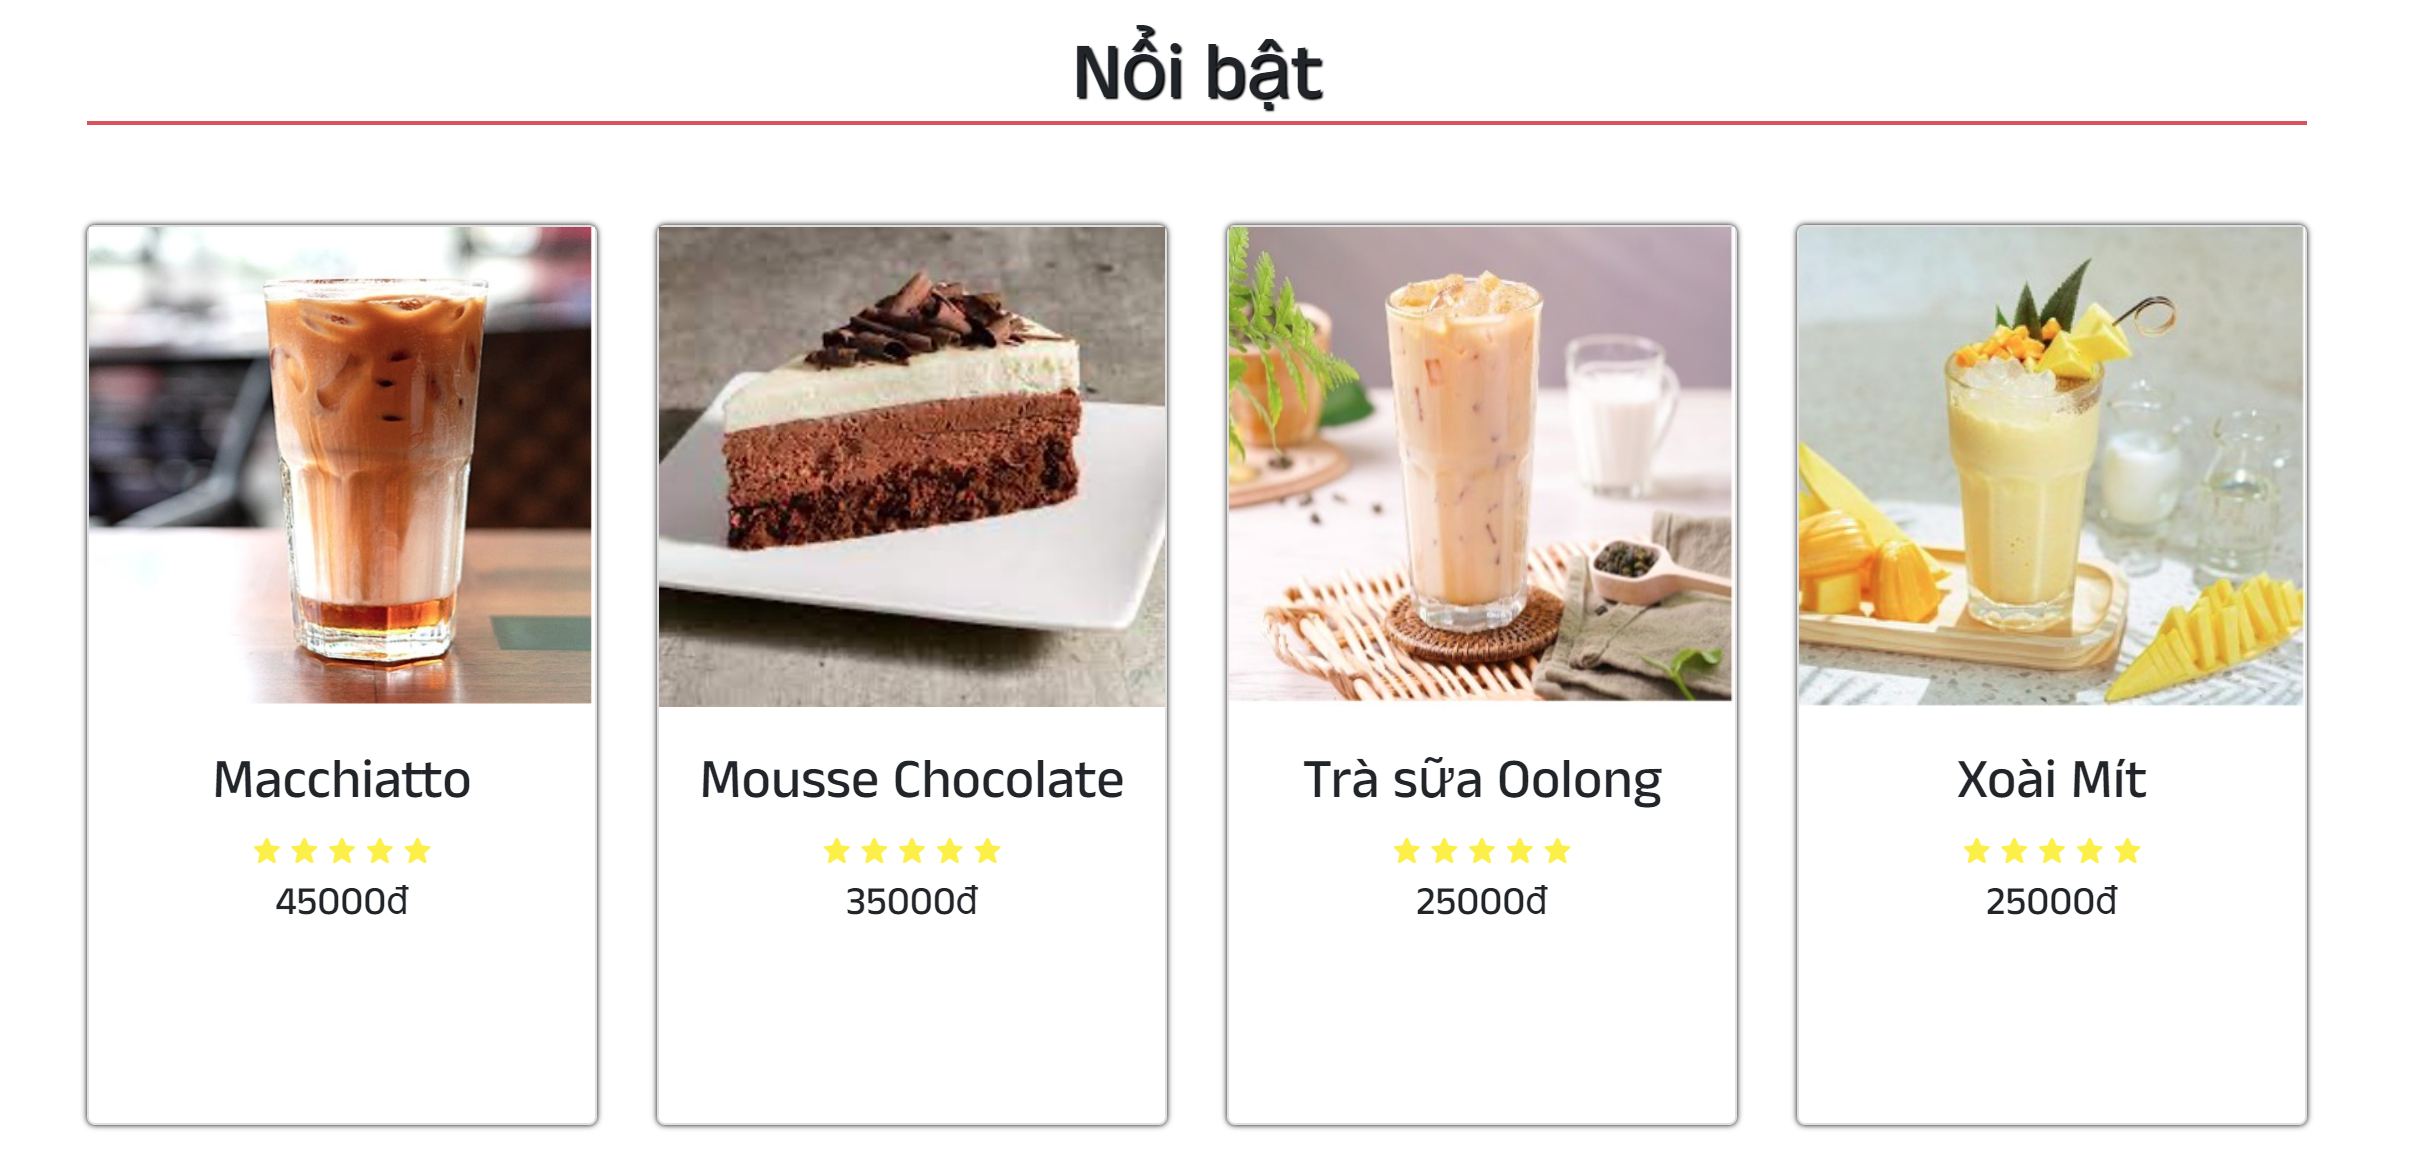 Nổi bật
Macchiatto
45000đ
Mousse Chocolate
35000đ
Trà sữa Oolong
25000đ
Xoài Mít
25000đ